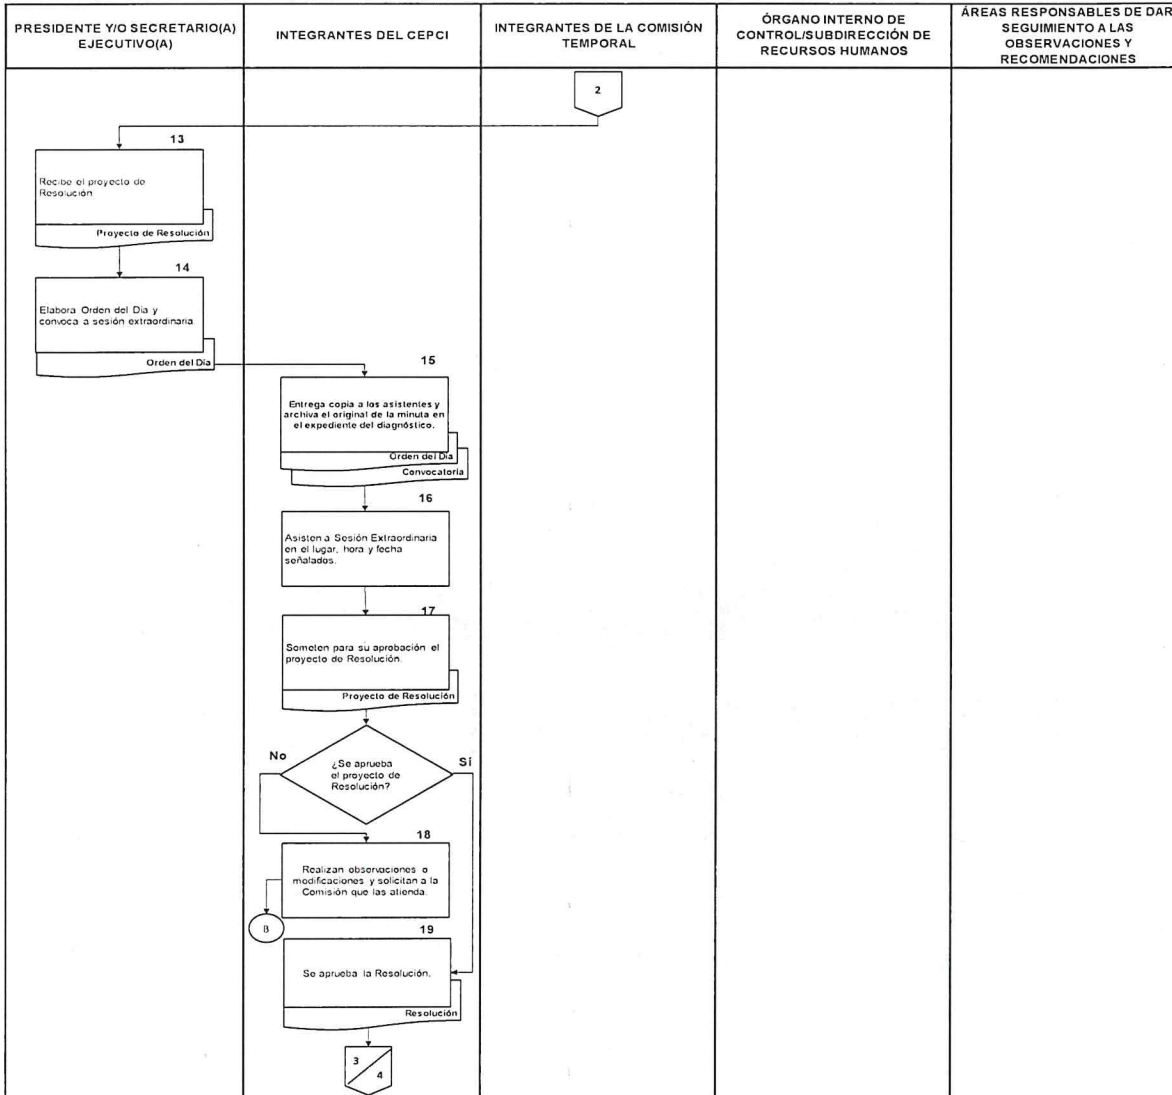 PRESIDENTE Y/O SECRETARIO(A)
EJECUTIVO(A)
INTEGRANTES DEL CEPCI
INTEGRANTES DE LA COMISIÓN
TEMPORAL
ÓRGANO INTERNO DE
CONTROL/SUBDIRECCIÓN DE
RECURSOS HUMANOS
ÁREAS RESPONSABLES DE DAR
SEGUIMIENTO A LAS
OBSERVACIONES Y
RECOMENDACIONES
2
13
Recibe el proyecto de
Resolución
Proyecto de Resolución
14
Elabora Orden del Día y
convoca a sesión extraordinaria
Orden del Día
15
Entrega copia a los asistentes y
archiva el original de la minuta en
el expediente del diagnóstico.
Orden del Día
Convocatoria
16
Asisten a Sesión Extraordinaria
en el lugar, hora y fecha
señalados.
17
Someten para su aprobación el
proyecto de Resolución.
Proyecto de Resolución
No
¿Se aprueba
el proyecto de
Resolución?
Sí
18
Realizan observaciones o
modificaciones y solicitan a la
Comisión que las atienda.
B
19
Se aprueba la Resolución.
Resolución
3
4